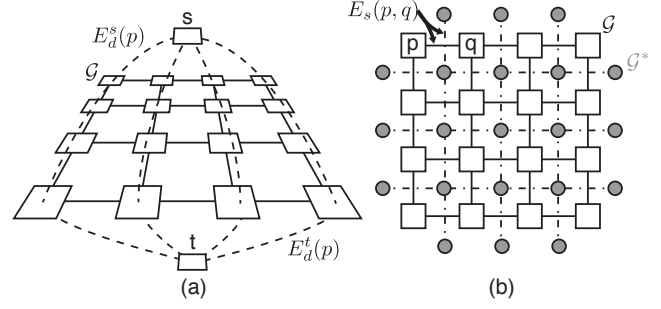 s
E_d^s(p)
𝒢
t
E_d^t(p)
(a)
E_s(p, q)
𝒢
p q
𝒢*
(b)